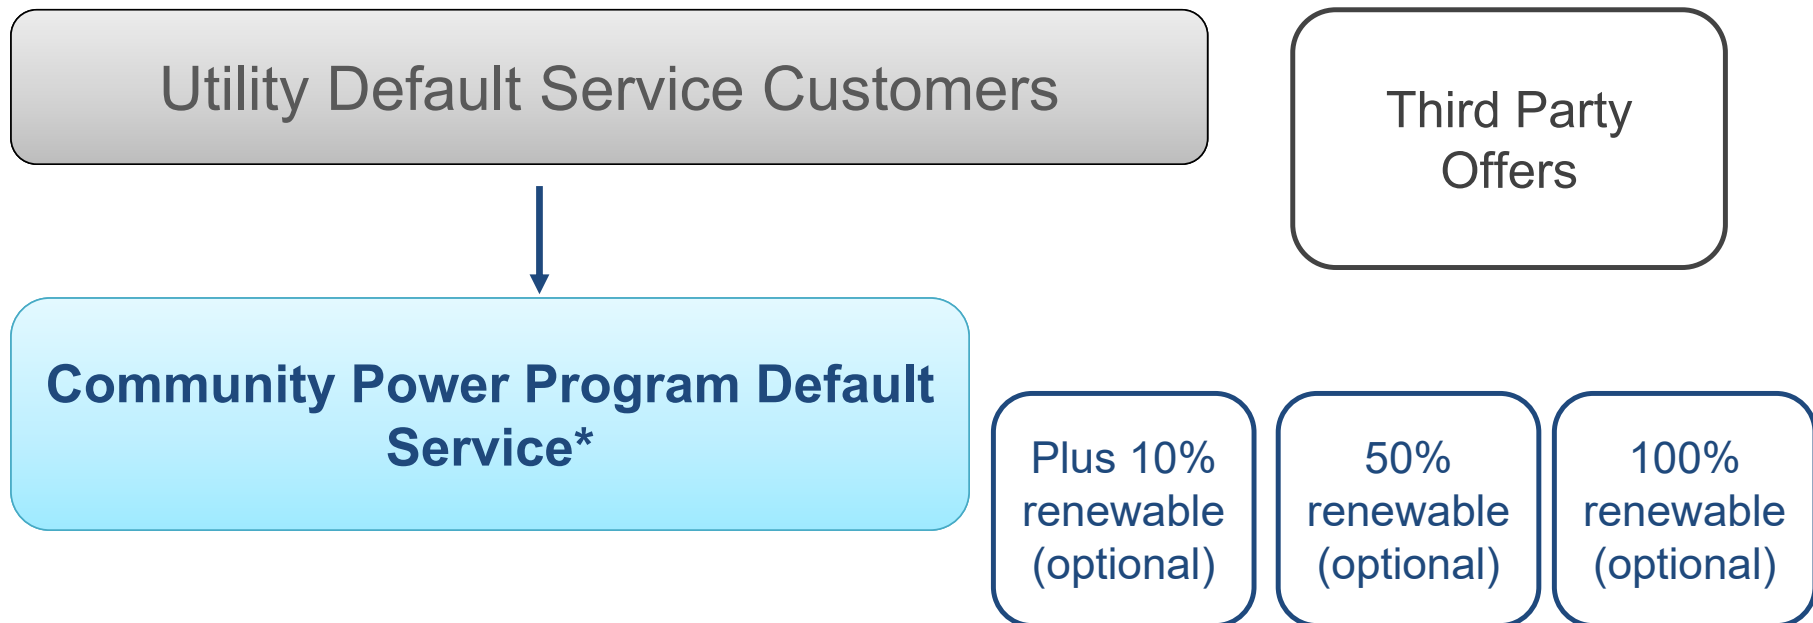 Utility Default Service Customers
Third Party
Offers
Community Power Program Default
Service*
Plus 10%
renewable
(optional)
50%
renewable
(optional)
100%
renewable
(optional)